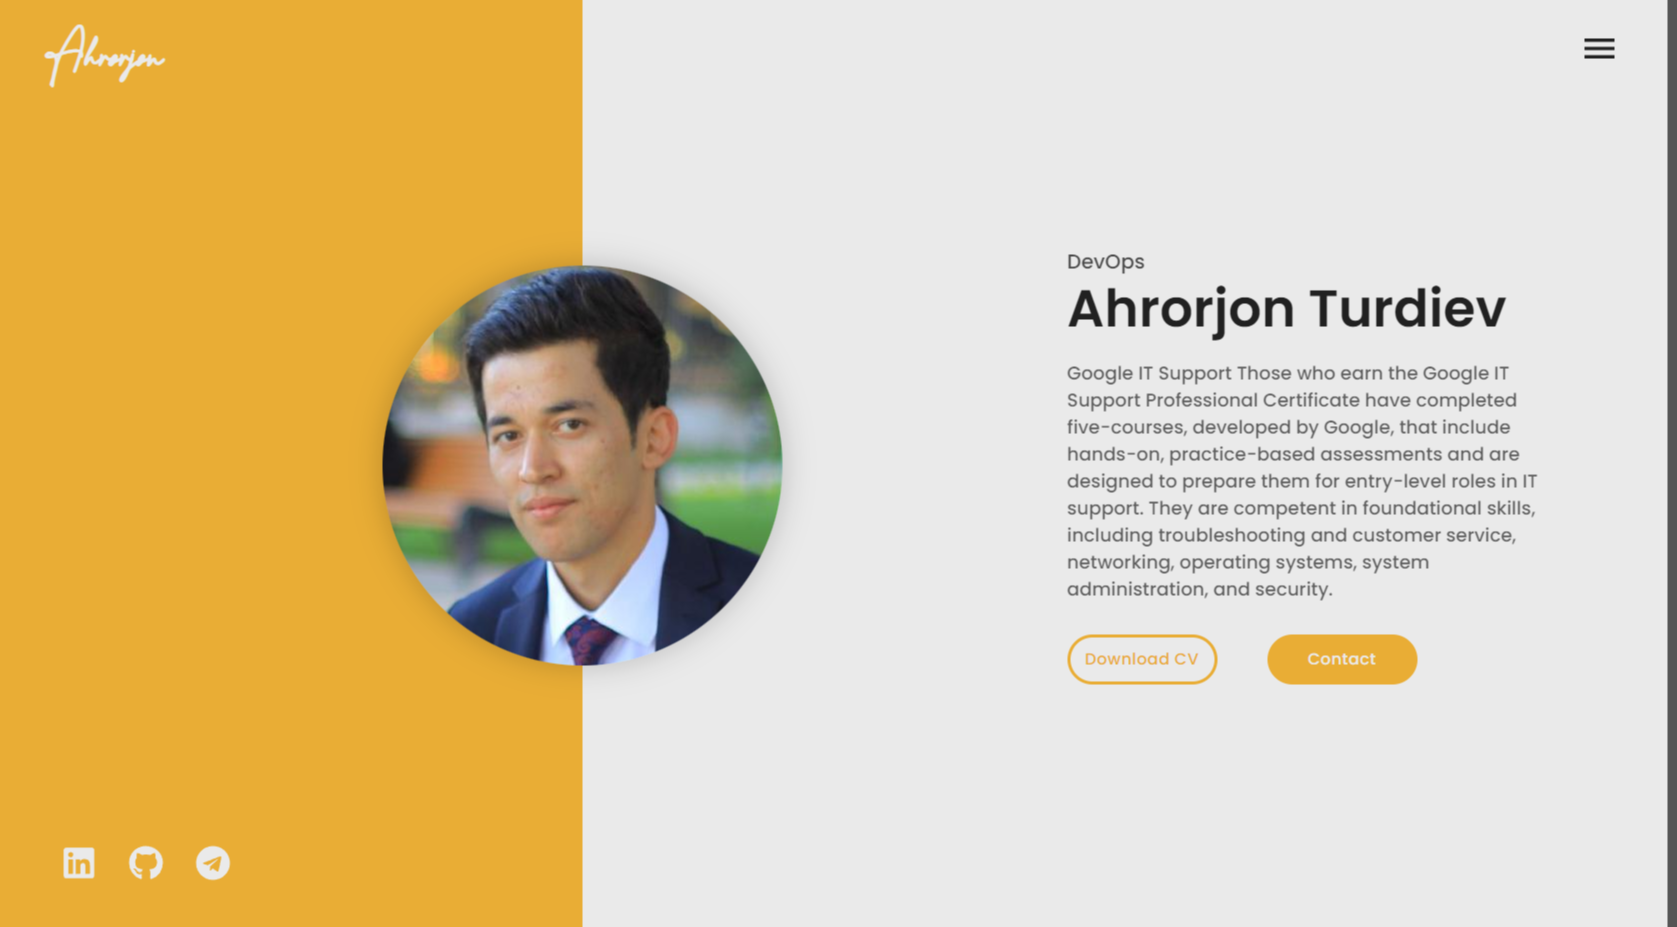 Ahrorjon
DevOps
Ahrorjon Turdiev
Google IT Support Those who earn the Google IT
Support Professional Certificate have completed
five-courses, developed by Google, that include
hands-on, practice-based assessments and are
designed to prepare them for entry-level roles in IT
support. They are competent in foundational skills,
including troubleshooting and customer service,
networking, operating systems, system
administration, and security.
Download CV
Contact
in